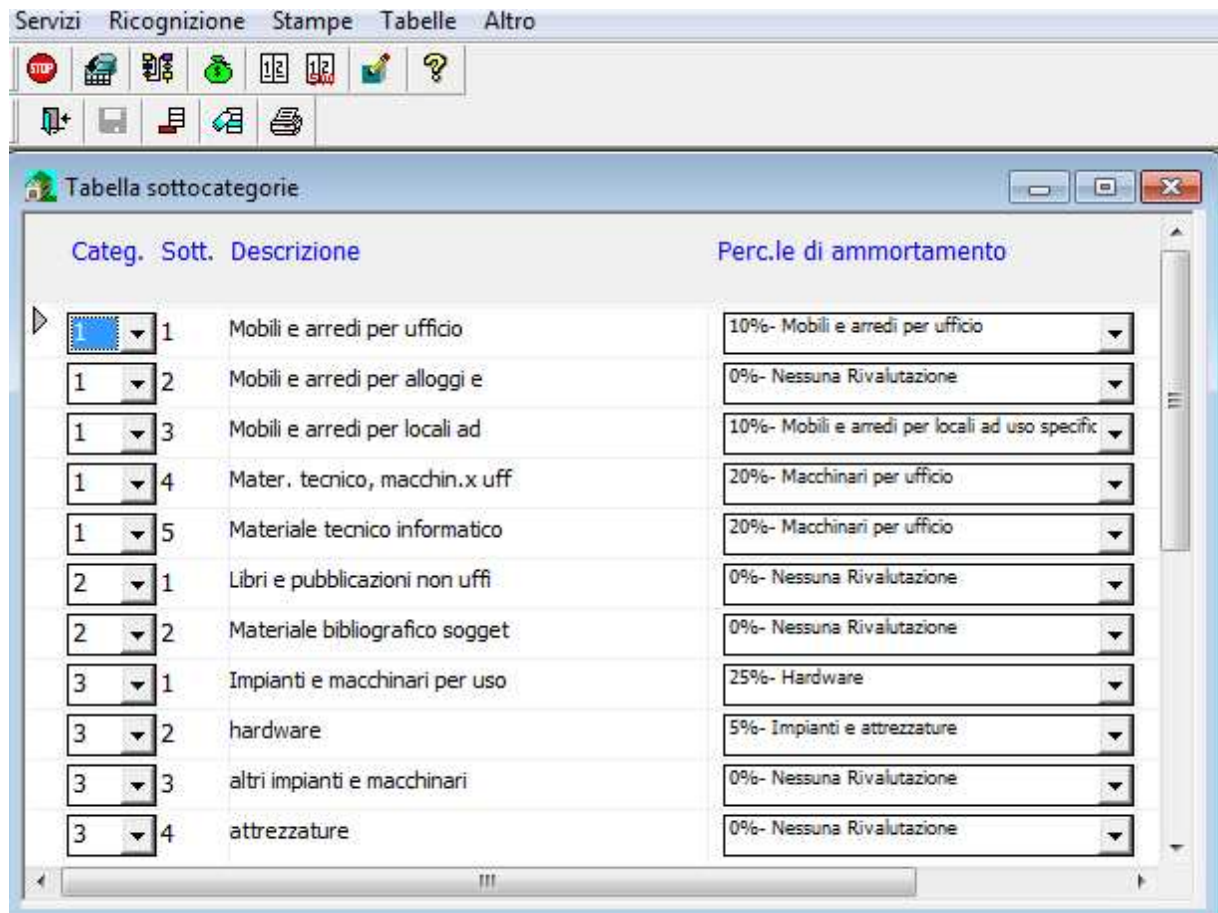 Servizi Ricognizione Stampe Tabelle Altro
STOP 12 12 ?
Tabella sottocategorie
Categ. Sott. Descrizione Perc.le di ammortamento
1 1 Mobili e arredi per ufficio 10%- Mobili e arredi per ufficio
1 2 Mobili e arredi per alloggi e 0%- Nessuna Rivalutazione
1 3 Mobili e arredi per locali ad 10%- Mobili e arredi per locali ad uso specific
1 4 Mater. tecnico, macchin.x uff 20%- Macchinari per ufficio
1 5 Materiale tecnico informatico 20%- Macchinari per ufficio
2 1 Libri e pubblicazioni non uffi 0%- Nessuna Rivalutazione
2 2 Materiale bibliografico sogget 0%- Nessuna Rivalutazione
3 1 Impianti e macchinari per uso 25%- Hardware
3 2 hardware 5%- Impianti e attrezzature
3 3 altri impianti e macchinari 0%- Nessuna Rivalutazione
3 4 attrezzature 0%- Nessuna Rivalutazione